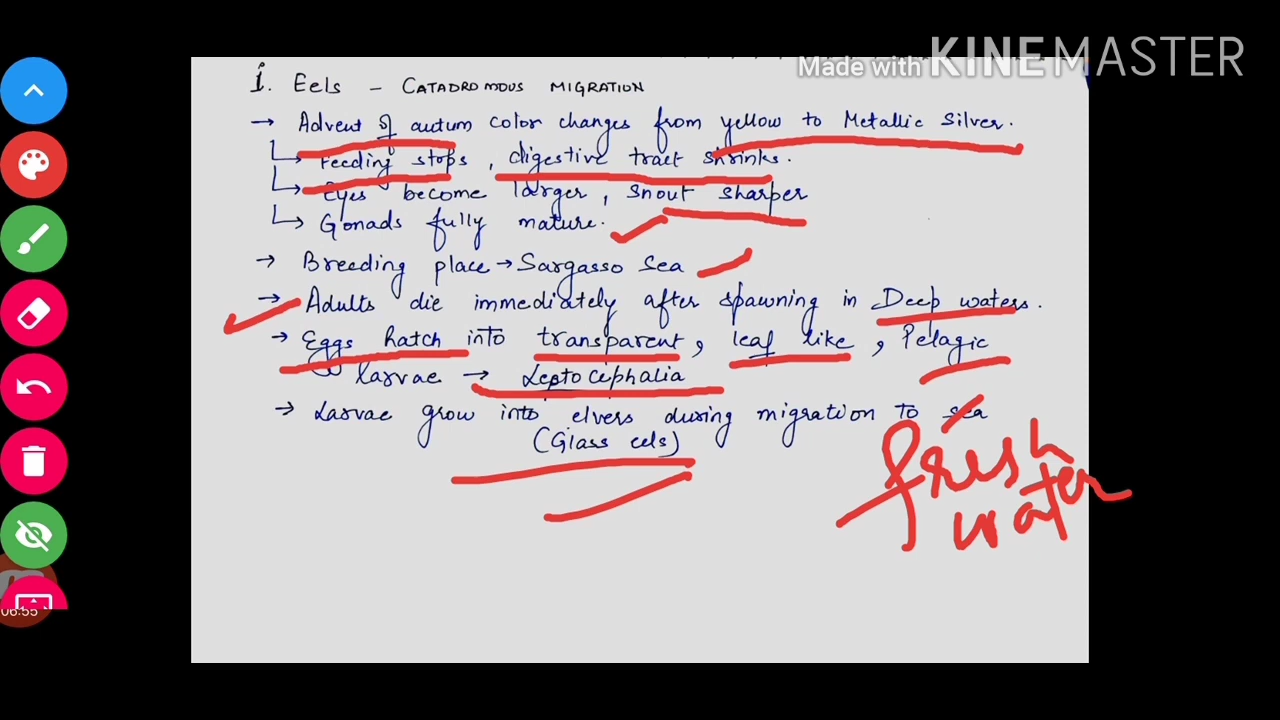 Made with KINEMASTER
i. Eels - CATADROMOUS MIGRATION
→ Advent of autum color changes from yellow to Metallic Silver.
↳ Feeding stops, digestive tract shrinks.
↳ Eyes become larger, snout sharper
↳ Gonads fully mature.
→ Breeding place → Sargasso Sea
→ Adults die immediately after spawning in Deep waters.
→ Eggs hatch into transparent, leaf like, Pelagic
larvae → Leptocephalia
→ Larvae grow into elvers during migration to sea
(Glass eels)
fresh
water
06:55